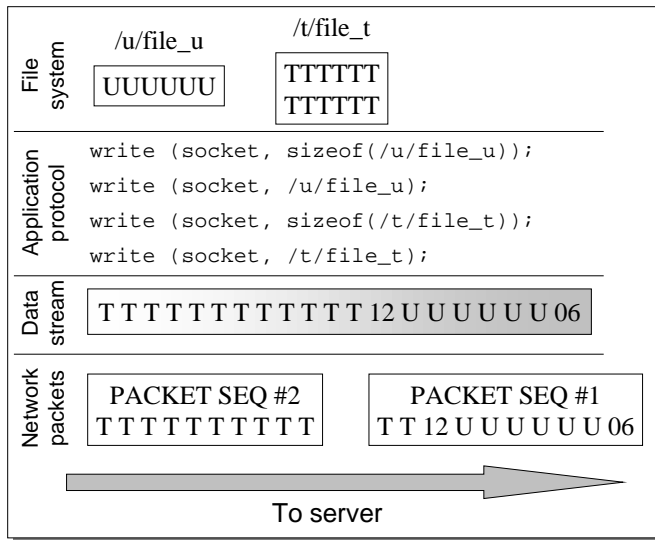 File system
/u/file_u
/t/file_t
UUUUUU
TTTTTT
TTTTTT
Application protocol
write (socket, sizeof(/u/file_u));
write (socket, /u/file_u);
write (socket, sizeof(/t/file_t));
write (socket, /t/file_t);
Data stream
T T T T T T T T T T T T 12 U U U U U U 06
Network packets
PACKET SEQ #2
T T T T T T T T T T
PACKET SEQ #1
T T 12 U U U U U U 06
To server